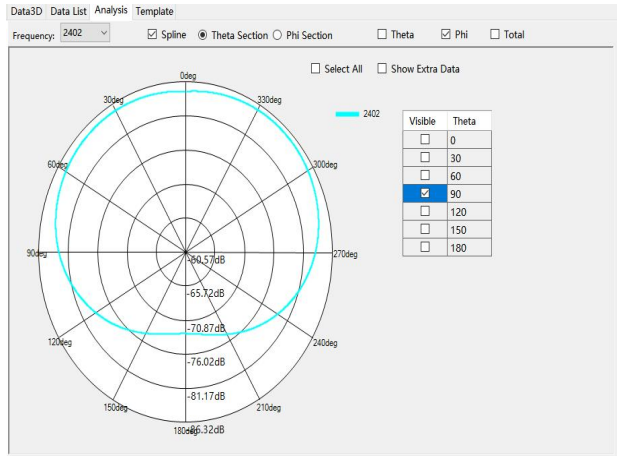 Data3D Data List Analysis Template
Frequency: 2402 Spline Theta Section Phi Section Theta Phi Total
Select All Show Extra Data
0deg
30deg 330deg
2402
Visible Theta
0
30
60
90
120
150
180
60deg 300deg
90deg 270deg
-60.57dB
-65.72dB
-70.87dB
120deg 240deg
-76.02dB
-81.17dB
150deg 210deg
180deg -86.32dB